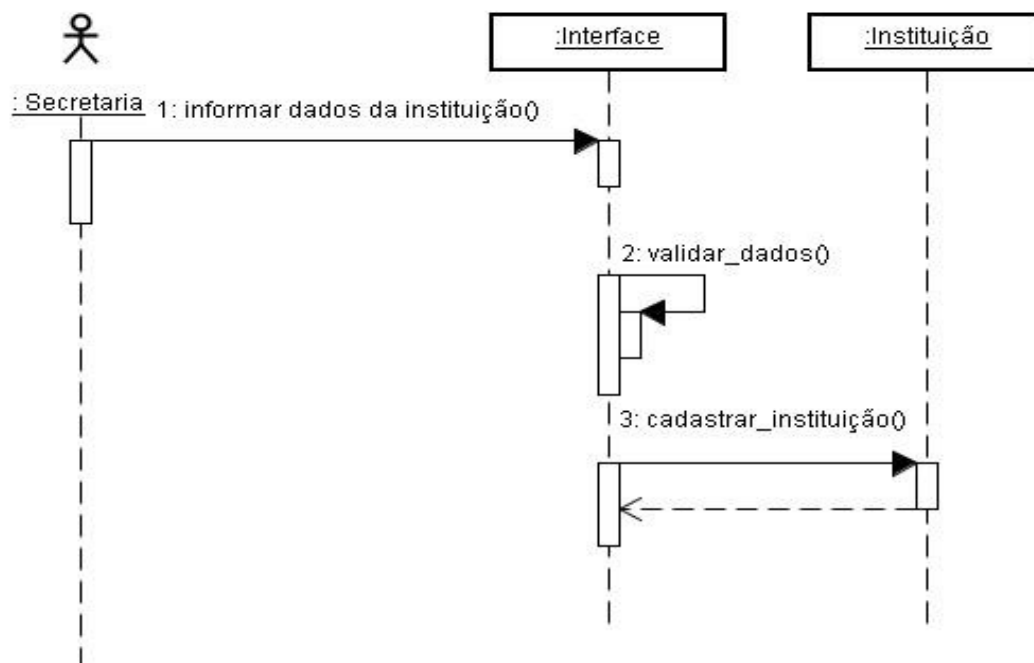 :Interface
:Instituição
: Secretaria
1: informar dados da instituição()
2: validar_dados()
3: cadastrar_instituição()